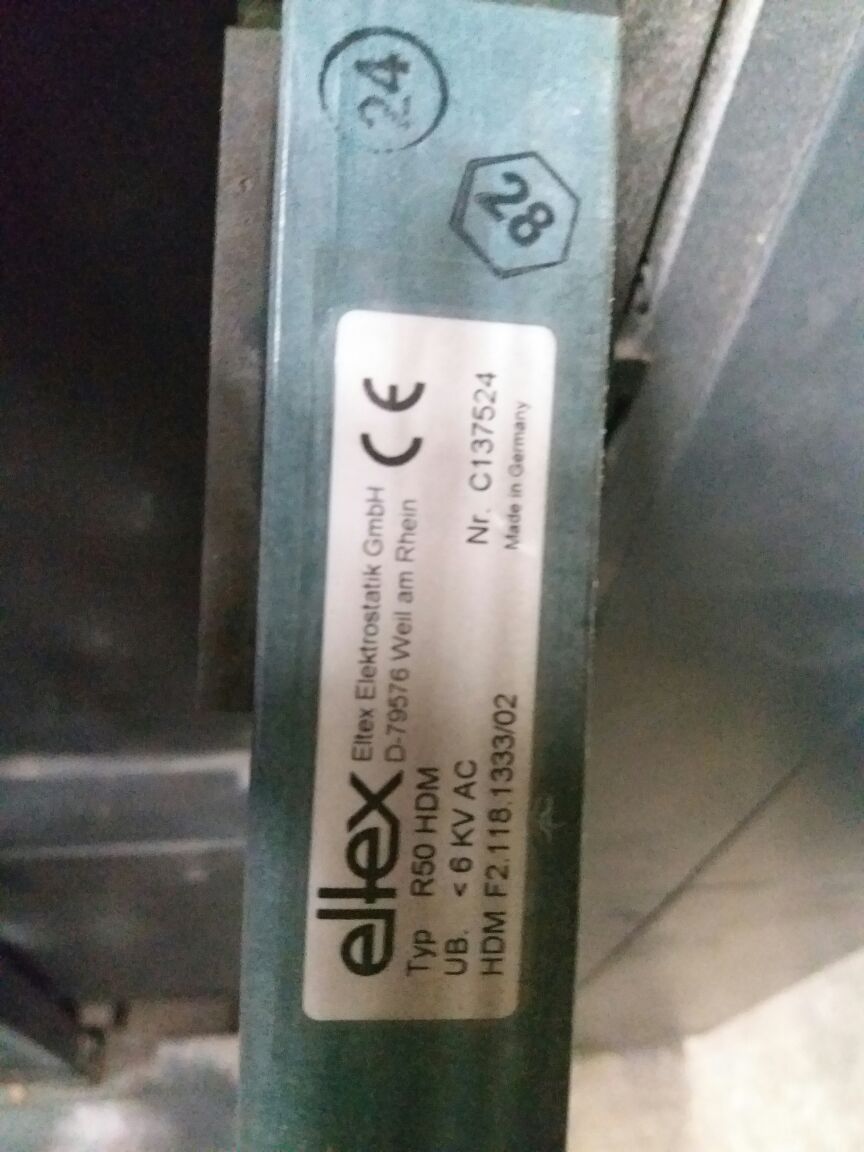 24
28
eltex
Eltex Elektrostatik GmbH
D-79576 Weil am Rhein
CE
Typ R50 HDM
UB. < 6 KV AC
Nr. C137524
HDM F2.118.1333/02
Made in Germany